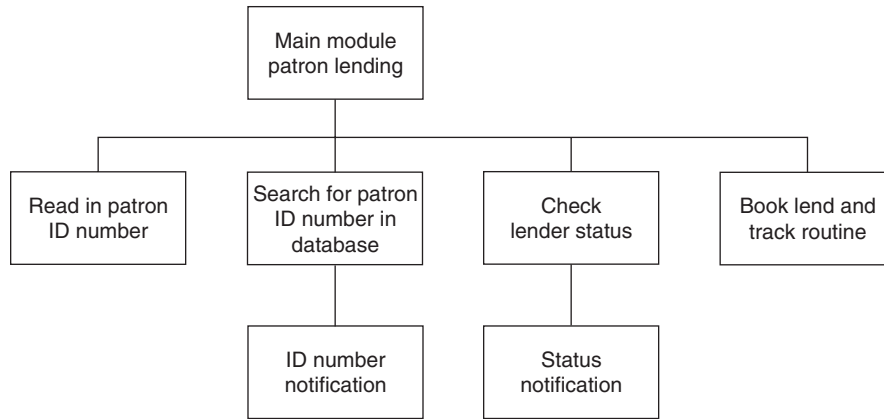 Main module
patron lending
Read in patron
ID number
Search for patron
ID number in
database
Check
lender status
Book lend and
track routine
ID number
notification
Status
notification